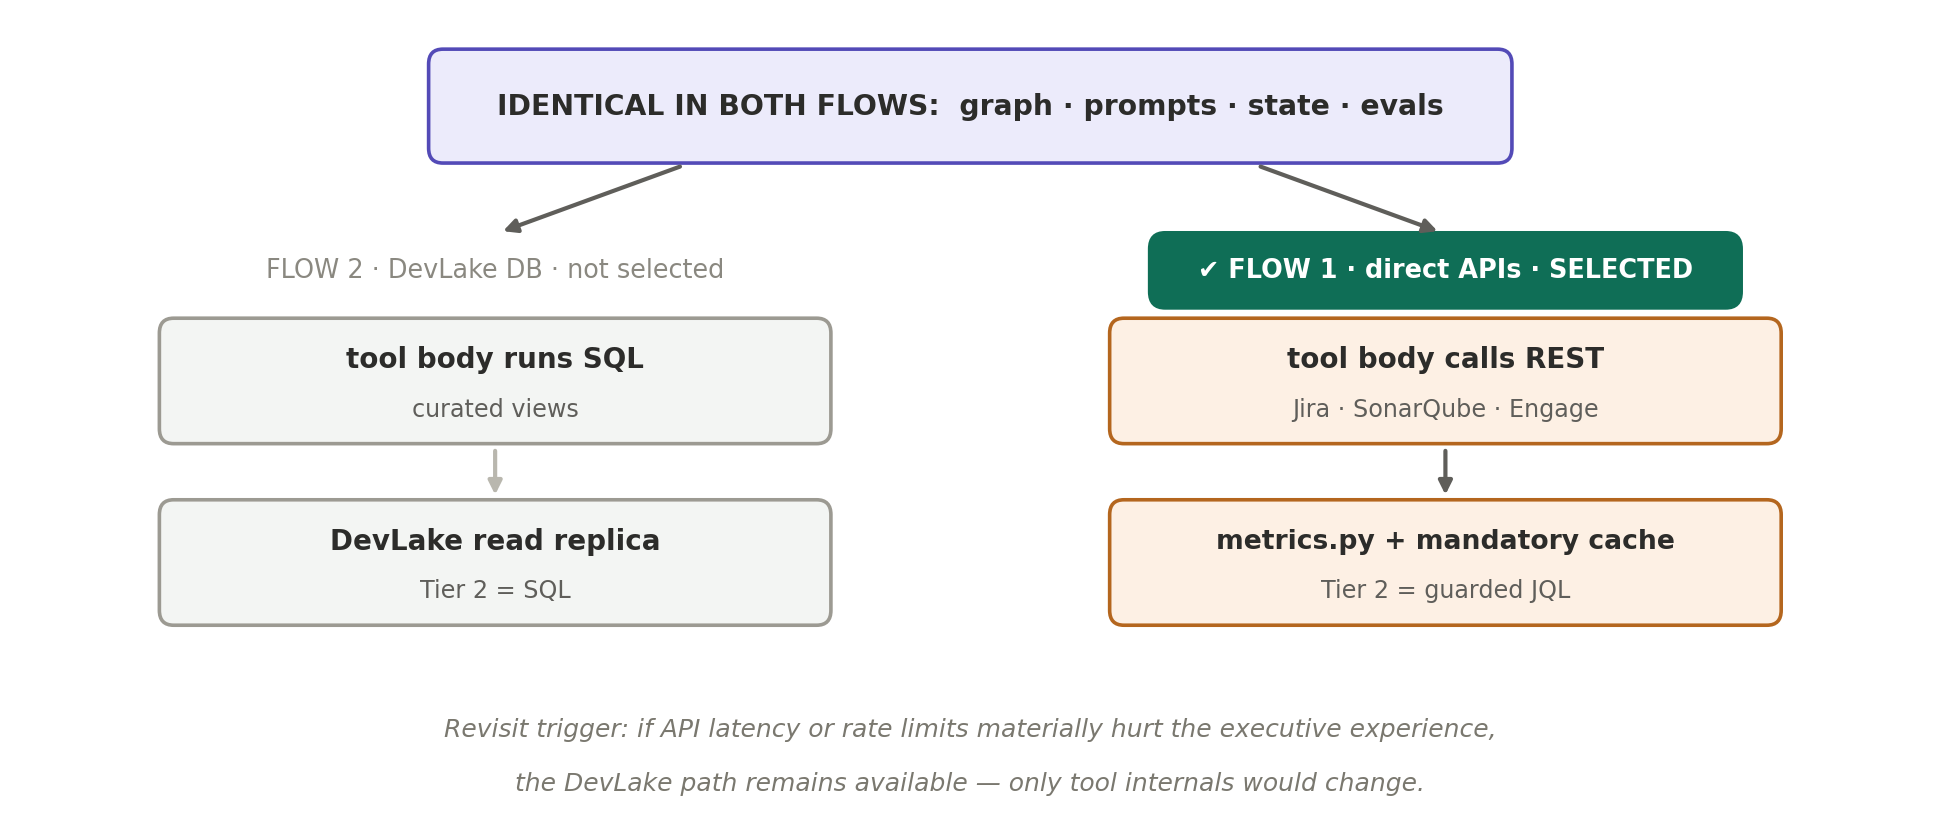 IDENTICAL IN BOTH FLOWS:  graph · prompts · state · evals
FLOW 2 · DevLake DB · not selected
tool body runs SQL
curated views
DevLake read replica
Tier 2 = SQL
✔ FLOW 1 · direct APIs · SELECTED
tool body calls REST
Jira · SonarQube · Engage
metrics.py + mandatory cache
Tier 2 = guarded JQL
Revisit trigger: if API latency or rate limits materially hurt the executive experience,
the DevLake path remains available — only tool internals would change.